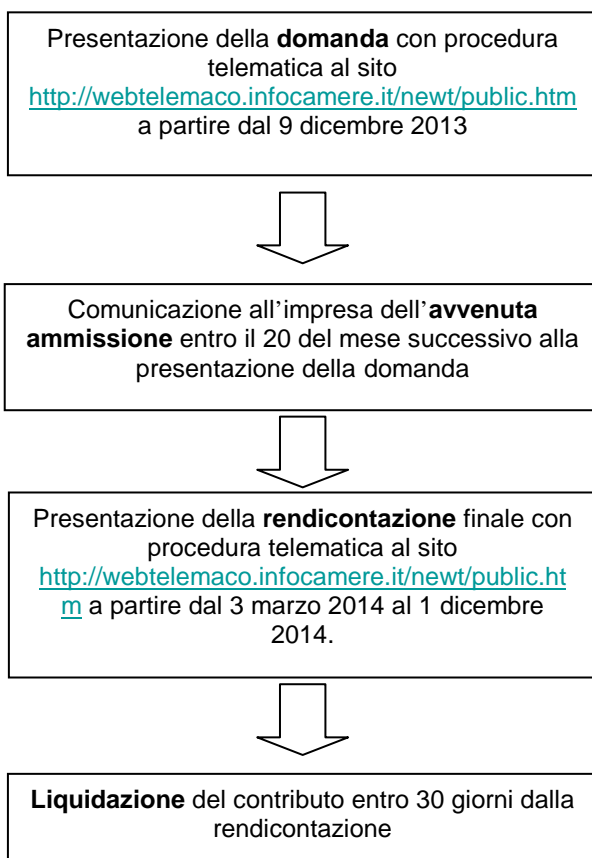 Presentazione della domanda con procedura
telematica al sito
http://webtelemaco.infocamere.it/newt/public.htm
a partire dal 9 dicembre 2013
Comunicazione all'impresa dell'avvenuta
ammissione entro il 20 del mese successivo alla
presentazione della domanda
Presentazione della rendicontazione finale con
procedura telematica al sito
http://webtelemaco.infocamere.it/newt/public.ht
m a partire dal 3 marzo 2014 al 1 dicembre
2014.
Liquidazione del contributo entro 30 giorni dalla
rendicontazione